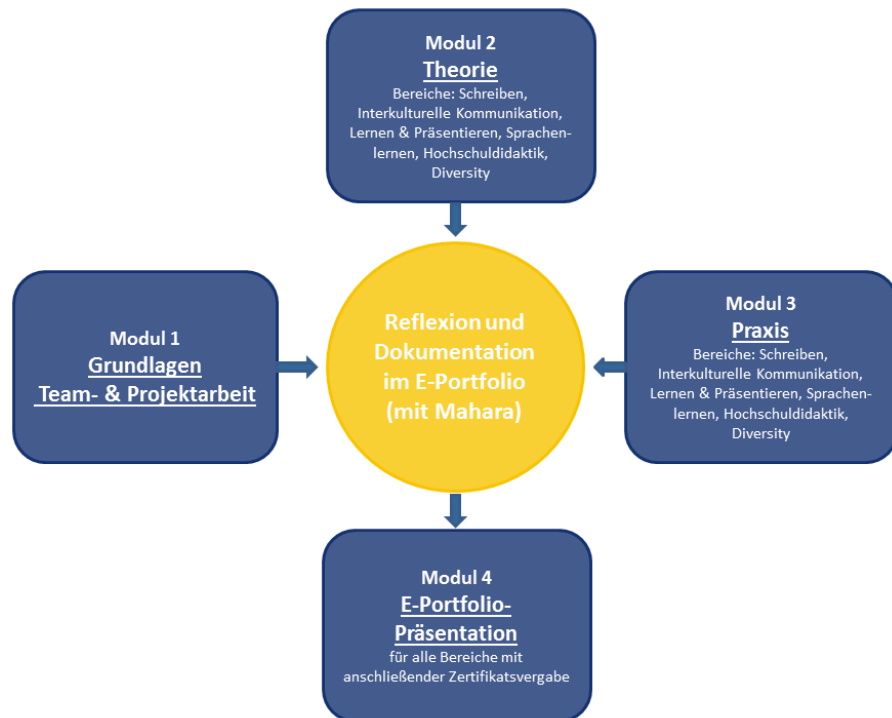 Modul 2
Theorie
Bereiche: Schreiben,
Interkulturelle Kommunikation,
Lernen & Präsentieren, Sprachen-
lernen, Hochschuldidaktik,
Diversity
Modul 1
Grundlagen
Team- & Projektarbeit
Reflexion und
Dokumentation
im E-Portfolio
(mit Mahara)
Modul 3
Praxis
Bereiche: Schreiben,
Interkulturelle Kommunikation,
Lernen & Präsentieren, Sprachen-
lernen, Hochschuldidaktik,
Diversity
Modul 4
E-Portfolio-
Präsentation
für alle Bereiche mit
anschließender Zertifikatsvergabe